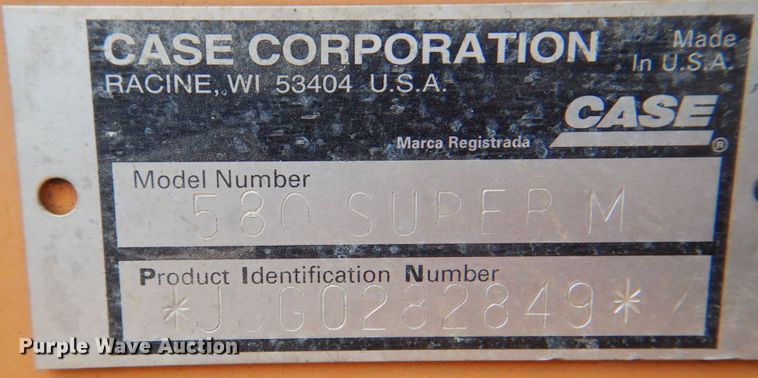 CASE CORPORATION
RACINE, WI 53404 U.S.A.
Made
In U.S.A.
CASE
Marca Registrada
®
Model Number
580 SUPER M
Product Identification Number
*JJG0282849*
Purple Wave Auction